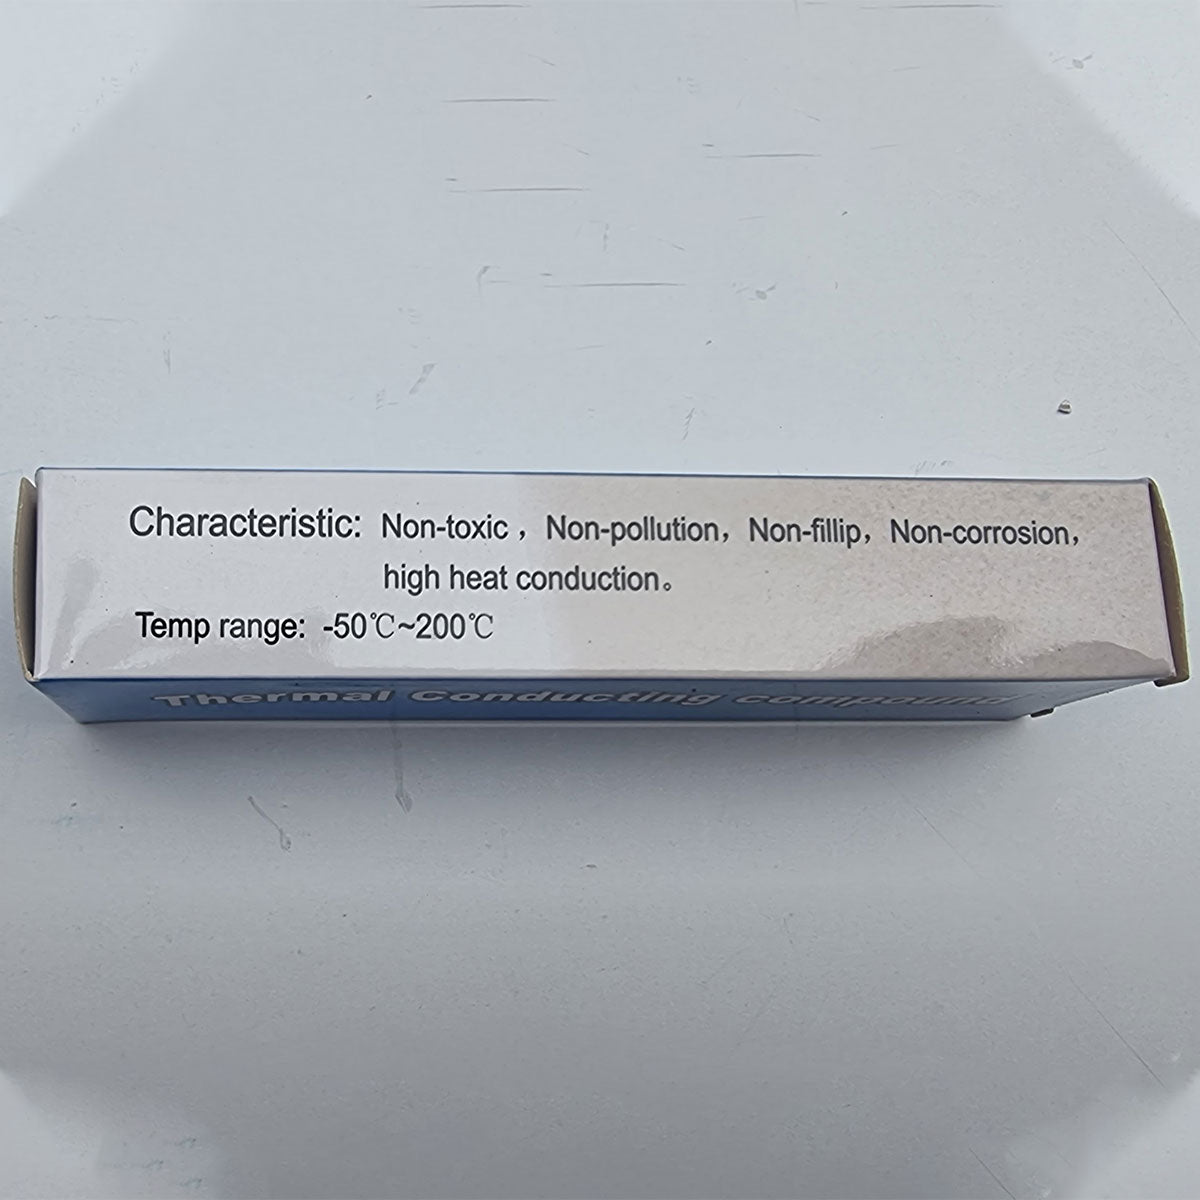 Characteristic: Non-toxic ，Non-pollution，Non-fillip，Non-corrosion，
high heat conduction。
Temp range: -50℃~200℃
Thermal Conducting compound